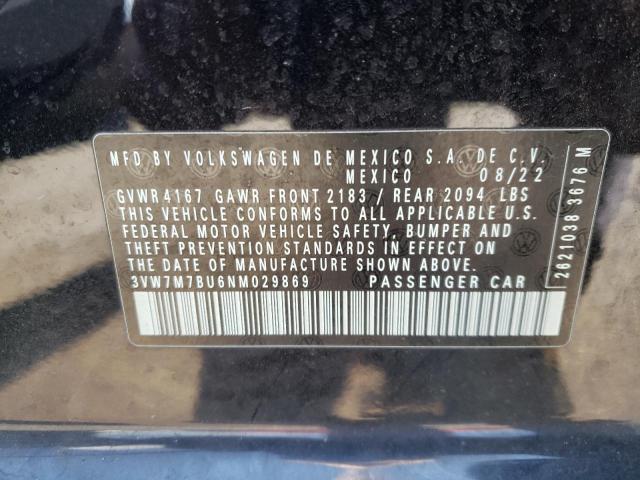 MFD BY VOLKSWAGEN DE MEXICO S.A. DE C.V.
MEXICO 08/22
GVWR 4167 GAWR FRONT 2183 / REAR 2094 LBS
THIS VEHICLE CONFORMS TO ALL APPLICABLE U.S.
FEDERAL MOTOR VEHICLE SAFETY, BUMPER AND
THEFT PREVENTION STANDARDS IN EFFECT ON
THE DATE OF MANUFACTURE SHOWN ABOVE.
3VW7M7BU6NM029869 PASSENGER CAR
2621038 3676 M